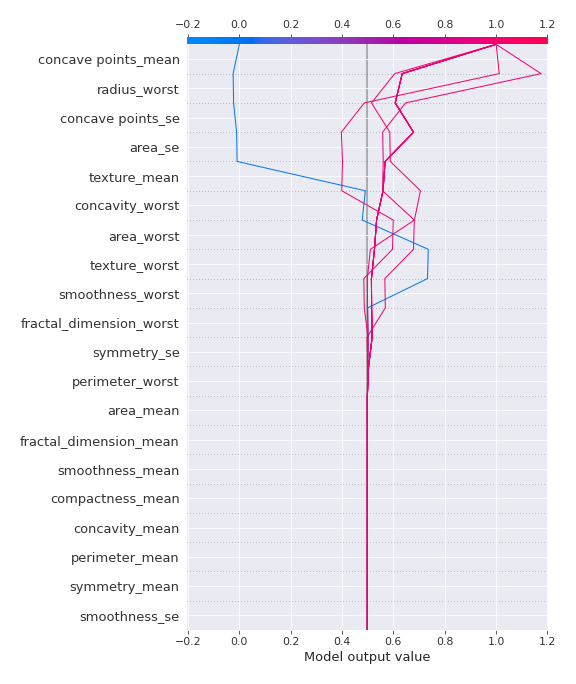 −0.2 0.0 0.2 0.4 0.6 0.8 1.0 1.2
concave points_mean
radius_worst
concave points_se
area_se
texture_mean
concavity_worst
area_worst
texture_worst
smoothness_worst
fractal_dimension_worst
symmetry_se
perimeter_worst
area_mean
fractal_dimension_mean
smoothness_mean
compactness_mean
concavity_mean
perimeter_mean
symmetry_mean
smoothness_se
−0.2 0.0 0.2 0.4 0.6 0.8 1.0 1.2
Model output value